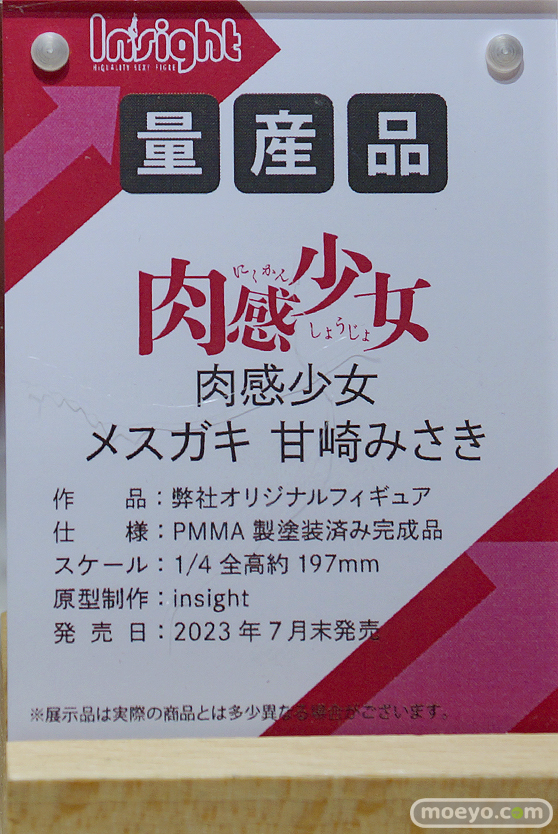 Insight
HiQUALITY SEXY FIGURE
量産品
にくかん
肉感少女
しょうじょ
肉感少女
メスガキ 甘崎みさき
作　　品：弊社オリジナルフィギュア
仕　　様：PMMA 製塗装済み完成品
スケール：1/4 全高約 197mm
原型制作：insight
発 売 日：2023 年 7 月末発売
※展示品は実際の商品とは多少異なる場合がございます。
moeyo.com